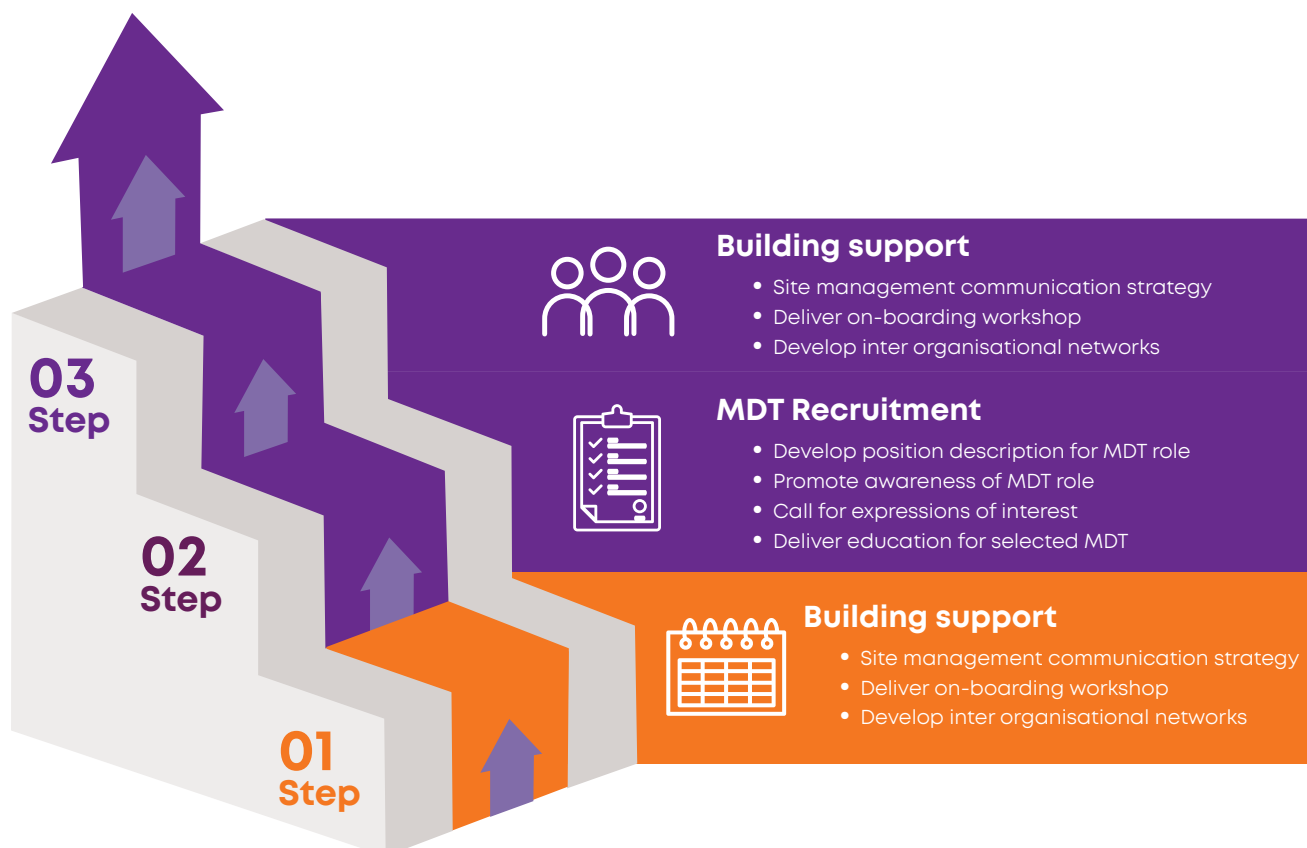 Building support
• Site management communication strategy
• Deliver on-boarding workshop
• Develop inter organisational networks
03
Step
MDT Recruitment
• Develop position description for MDT role
• Promote awareness of MDT role
• Call for expressions of interest
• Deliver education for selected MDT
02
Step
Building support
• Site management communication strategy
• Deliver on-boarding workshop
• Develop inter organisational networks
01
Step